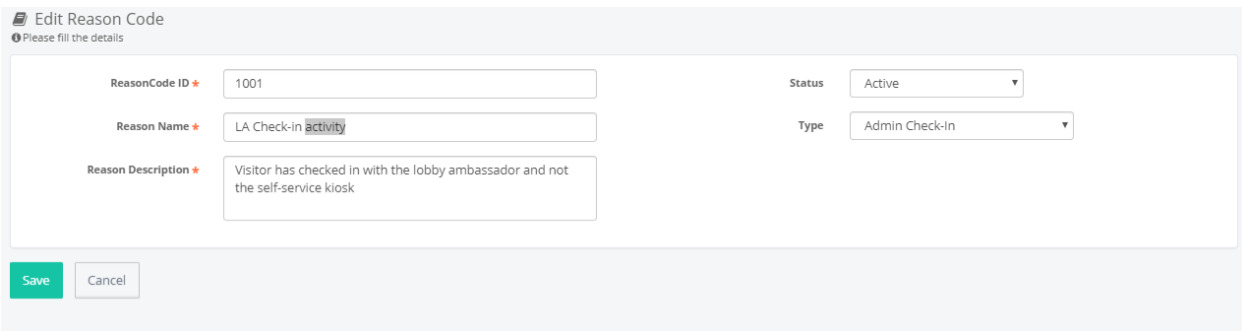 Edit Reason Code
Please fill the details
ReasonCode ID *
1001
Status
Active
Reason Name *
LA Check-in activity
Type
Admin Check-In
Reason Description *
Visitor has checked in with the lobby ambassador and not
the self-service kiosk
Save
Cancel